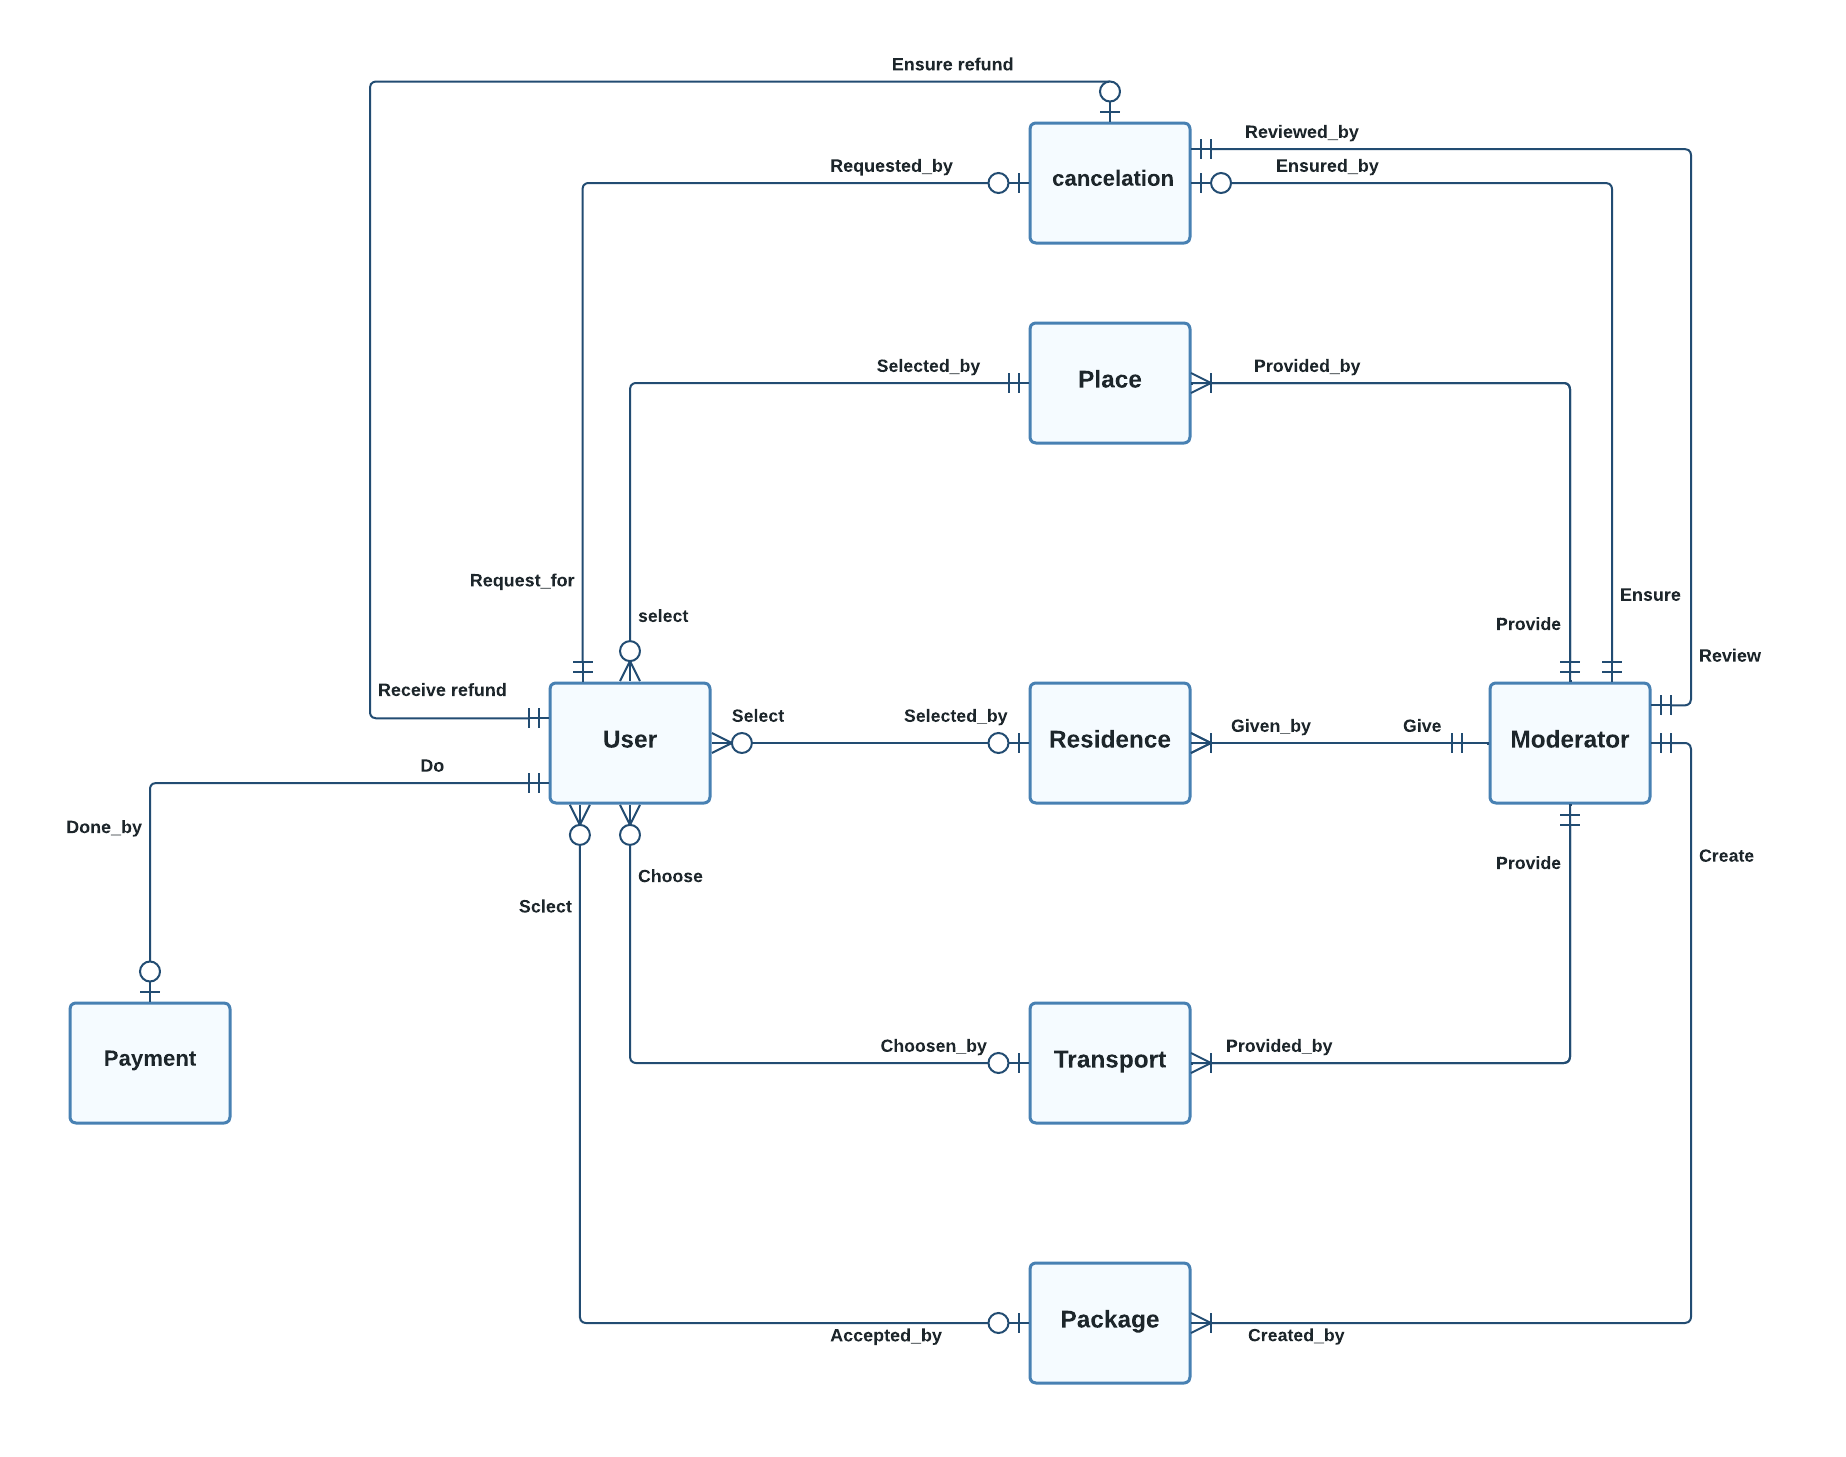 Ensure refund
Reviewed_by
Requested_by
Ensured_by
cancelation
Selected_by
Provided_by
Place
Request_for
Ensure
select
Provide
Review
Receive refund
Select
Selected_by
Given_by
Give
User
Residence
Moderator
Do
Done_by
Create
Provide
Choose
Sclect
Choosen_by
Provided_by
Payment
Transport
Package
Accepted_by
Created_by